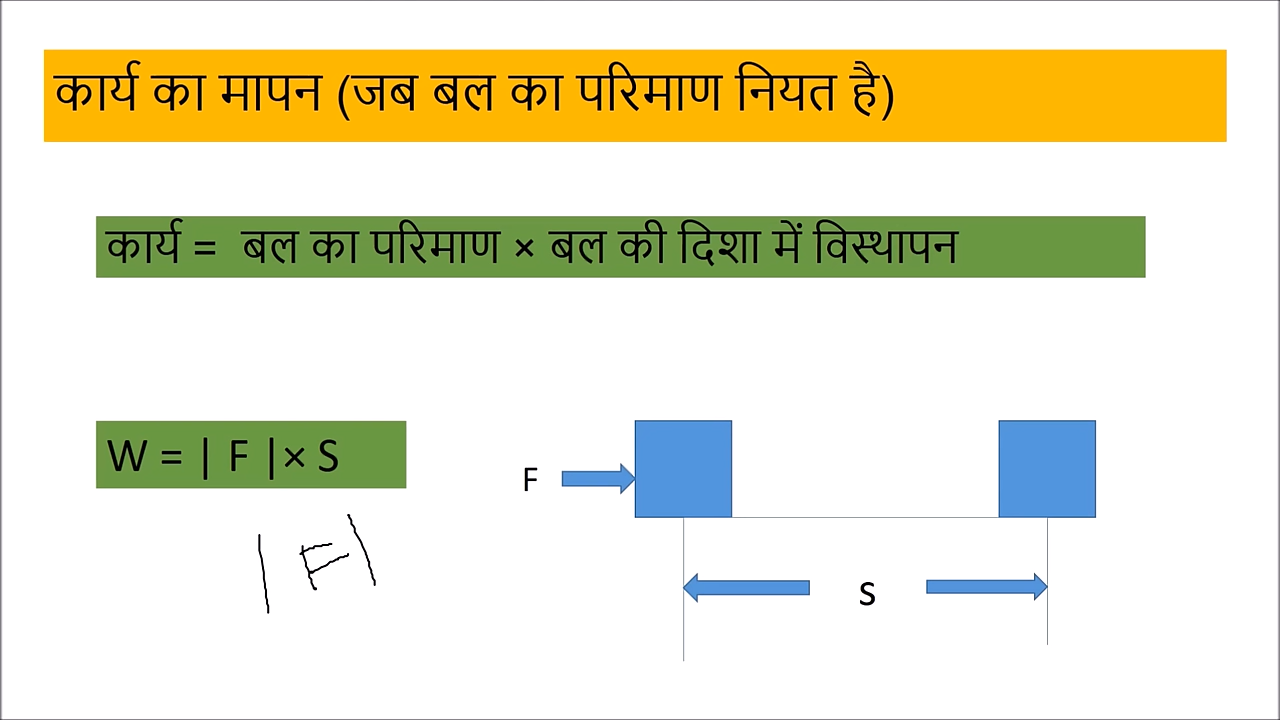 कार्य का मापन (जब बल का परिमाण नियत है)
कार्य = बल का परिमाण × बल की दिशा में विस्थापन
W = | F |× S
F
|F|
S